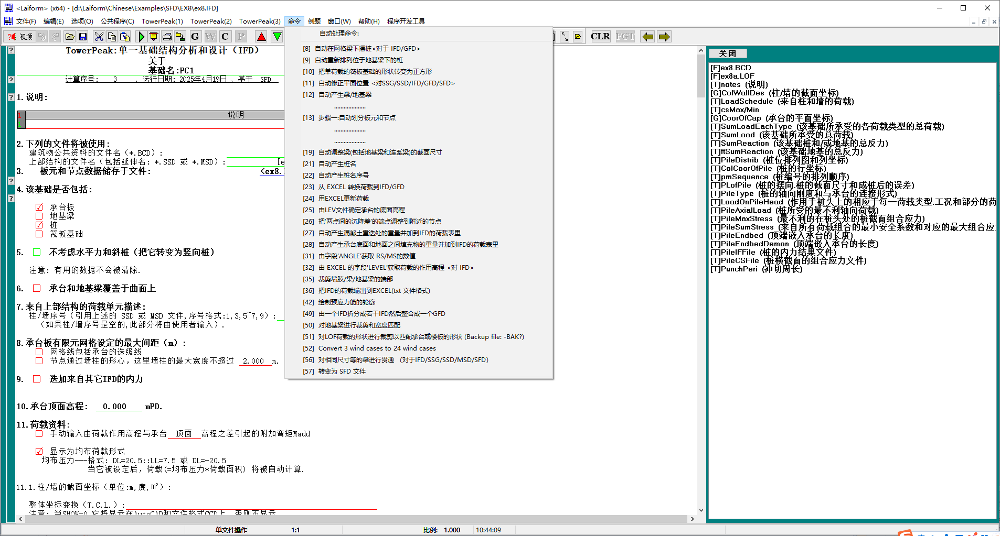 <Laiform> (x64) - [d:\Laiform\Chinese\Examples\SFD\EX8\ex8.IFD]
文件(F) 编辑(E) 选项(O) 公共程序(C) TowerPeak(1) TowerPeak(2) TowerPeak(3) 命令 例题 窗口(W) 帮助(H) 程序开发工具
视频 G W C P CLR FGT
TowerPeak:单一基础结构分析和设计（IFD）
关于
基础名:PC1
计算序号: 3 , 运行日期: 2025年4月19日 , 基于 SFD
1.说明:
1 说明
2.下列的文件将被使用:
建筑物公共资料的文件名（*.BCD）:
上部结构的文件名（包括延伸名: *.SSD 或 *.MSD）: [e
3. 板元和节点数据储存于文件: <ex8.
4.该基础是否包括:
承台板
地基梁
桩
筏板基础
5. 不考虑水平力和斜桩（把它转变为竖向桩）
注意: 有用的数据不会被清除.
6. 承台和地基梁覆盖于曲面上
7.来自上部结构的荷载单元描述:
柱/墙序号（引用上述的 SSD 或 MSD 文件,序号格式:1,3,5~7,9）:
（如果柱/墙序号是空的,此部分将由使用者输入）.
8.承台板有限元网格设定的最大间距（m）:
网格线包括承台的迭级线
节点通过墙柱的形心，这里墙柱的最大宽度不超过 2.000 m.
9. 迭加来自其它IFD的内力
10.承台顶面高程: 0.000 mPD.
11.荷载资料:
手动输入由荷载作用高程与承台 顶面 高程之差引起的附加弯矩Madd
显示为均布荷载形式
均布压力---格式: DL=20.5::LL=7.5 或 DL=-20.5
当它被设定后，荷载(=均布压力*荷载面积) 将被自动计算.
11.1.柱/墙的截面坐标（单位:m,度,m²）:
整体坐标变换（T.C.L.）:
注意: 当SHOW=0,它将显示在AutoCAD和文件格式CCD上, 否则不显示.
自动处理命令:
[8] 自动在网格梁下摆桩<对于 IFD/GFD>
[9] 自动重新排列位于地基梁下的桩
[10] 把单荷载的筏板基础的形状转变为正方形
[11] 自动修正平面位置 <对SSG/SSD/IFD/GFD/SFD>
[12] 自动产生梁/地基梁
....................
[13] 步骤一:自动划分板元和节点
....................
....................
[19] 自动调整梁(包括地基梁和连系梁)的截面尺寸
[21] 自动产生桩名
[22] 自动产生桩名序号
[23] 从 EXCEL 转换荷载到IFD/GFD
[24] 用EXCEL更新荷载
[25] 由LEV文件确定承台的底面高程
[26] 把'两点间的沉降差'的端点调整到附近的节点
[27] 自动产生混凝土重迭处的重量并加到IFD的荷载表里
[28] 自动产生承台底面和地面之间填充物的重量并加到IFD的荷载表里
[31] 由字段'ANGLE'获取 RS/MS的数值
[32] 由 EXCEL 的字段'LEVEL'获取荷载的作用高程 <对 IFD>
[35] 裁剪墙肢/梁/地基梁的端部
[36] 把IFD的荷载输出到EXCEL(txt 文件格式)
[42] 绘制预应力筋的轮廓
[49] 由一个IFD折分成若干IFD然后整合成一个GFD
[50] 对地基梁进行裁剪和宽度匹配
[51] 对LOF荷载的形状进行裁剪以匹配承台或楼板的形状 (Backup file: -BAK?)
[52] Convert 3 wind cases to 24 wind cases
[56] 对相同尺寸等的梁进行贯通 （对于IFD/SSG/SSD/MSD/SFD）
[57] 转变为 SFD 文件
关闭
[F]ex8.BCD
[F]ex8a.LOF
[T]notes (说明)
[G]ColWallDes (柱/墙的截面坐标)
[T]LoadSchedule (来自柱和墙的荷载)
[T]csMax/Min
[G]CoorOfCap (承台的平面坐标)
[T]SumLoadEachType (该基础所承受的各荷载类型的总荷载)
[T]SumLoad (该基础所承受的总荷载)
[T]SumReaction (该基础桩和/或地基的总反力)
[T]ftSumReaction (该基础地基的总反力)
[T]PileDistrib (桩位排列图和列坐标)
[T]ColCoorOfPile (桩的行坐标)
[T]pmSequence (桩编号的排列顺序)
[T]PLofPile (桩的摆向,桩的截面尺寸和成桩后的误差)
[T]PileType (桩的轴向刚度和与承台的连接形式)
[T]LoadOnPileHead (作用于桩头上的相应于每一荷载类型,工况和部分的荷
[T]PileAxialLoad (桩所受的最不利轴向荷载)
[T]PileMaxStress (最不利的在桩头处的桩截面组合应力)
[T]PileSumStress (来自所有荷载组合的最小安全系数和对应的最大组合应
[T]PileEndbed (顶端嵌入承台的长度)
[T]PileEndbedDemon (顶端嵌入承台的长度)
[T]PileIFFile (桩的内力结果文件)
[T]PileCSFile (桩横截面的组合应力文件)
[T]PunchPeri (冲切周长)
单文件操作 1:1 比例: 1.000 10:44:09